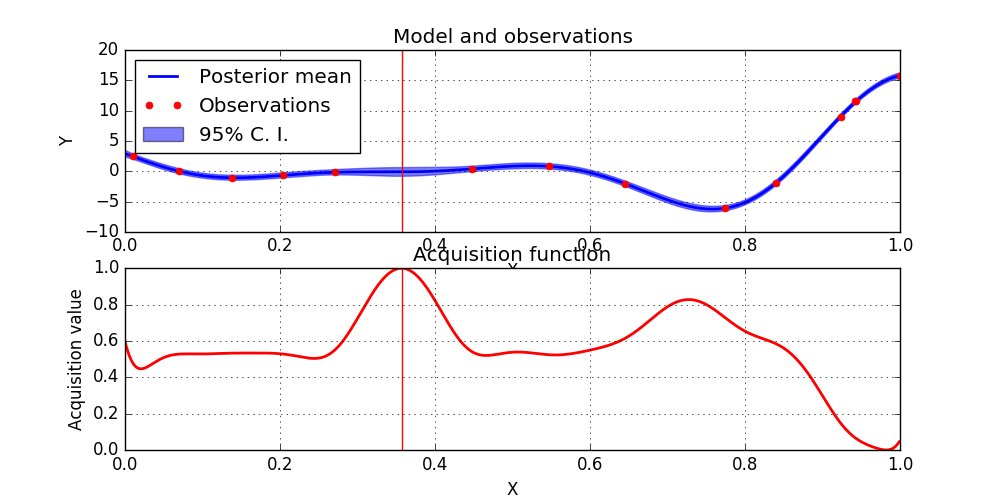 Model and observations
20
15
10
5
0
−5
−10
Y
Posterior mean
Observations
95% C. I.
0.0 0.2 0.4 0.6 0.8 1.0
X
Acquisition function
1.0
0.8
0.6
0.4
0.2
0.0
Acquisition value
0.0 0.2 0.4 0.6 0.8 1.0
X